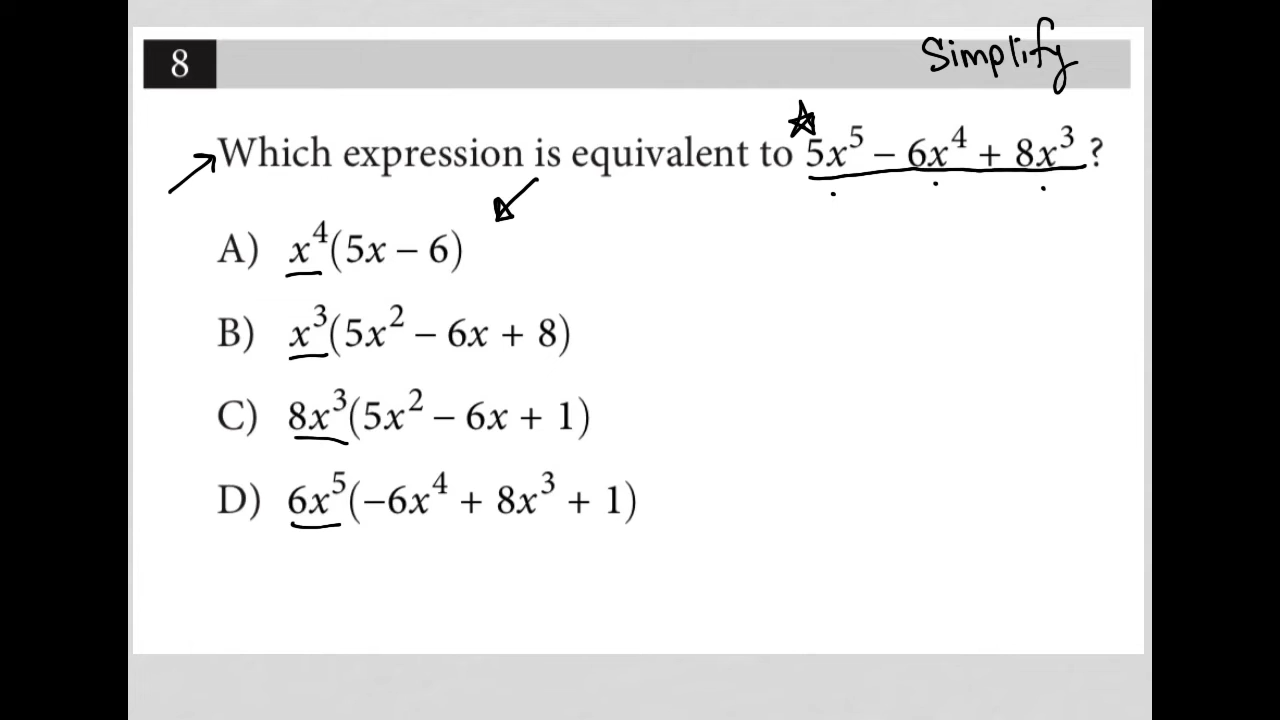 8 Simplify
Which expression is equivalent to 5x⁵ − 6x⁴ + 8x³ ?
A) x⁴(5x − 6)
B) x³(5x² − 6x + 8)
C) 8x³(5x² − 6x + 1)
D) 6x⁵(−6x⁴ + 8x³ + 1)